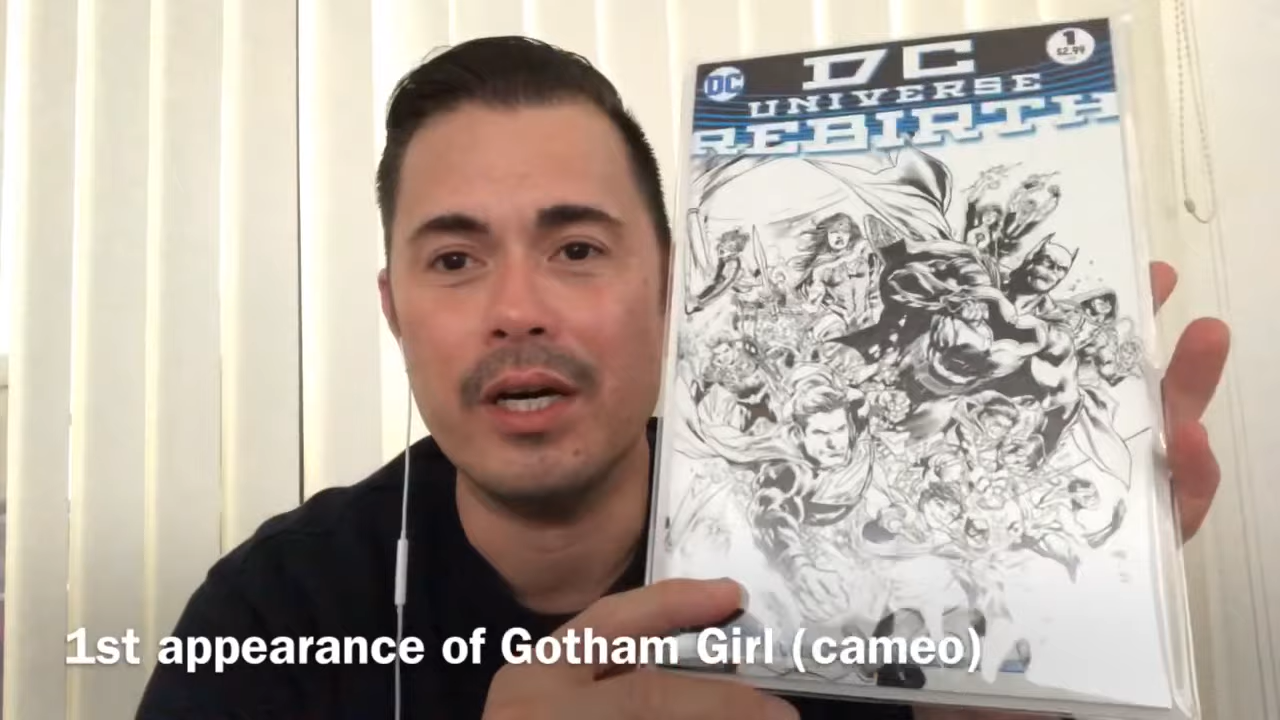 DC
DC
UNIVERSE
REBIRTH
1
$2.99
1st appearance of Gotham Girl (cameo)